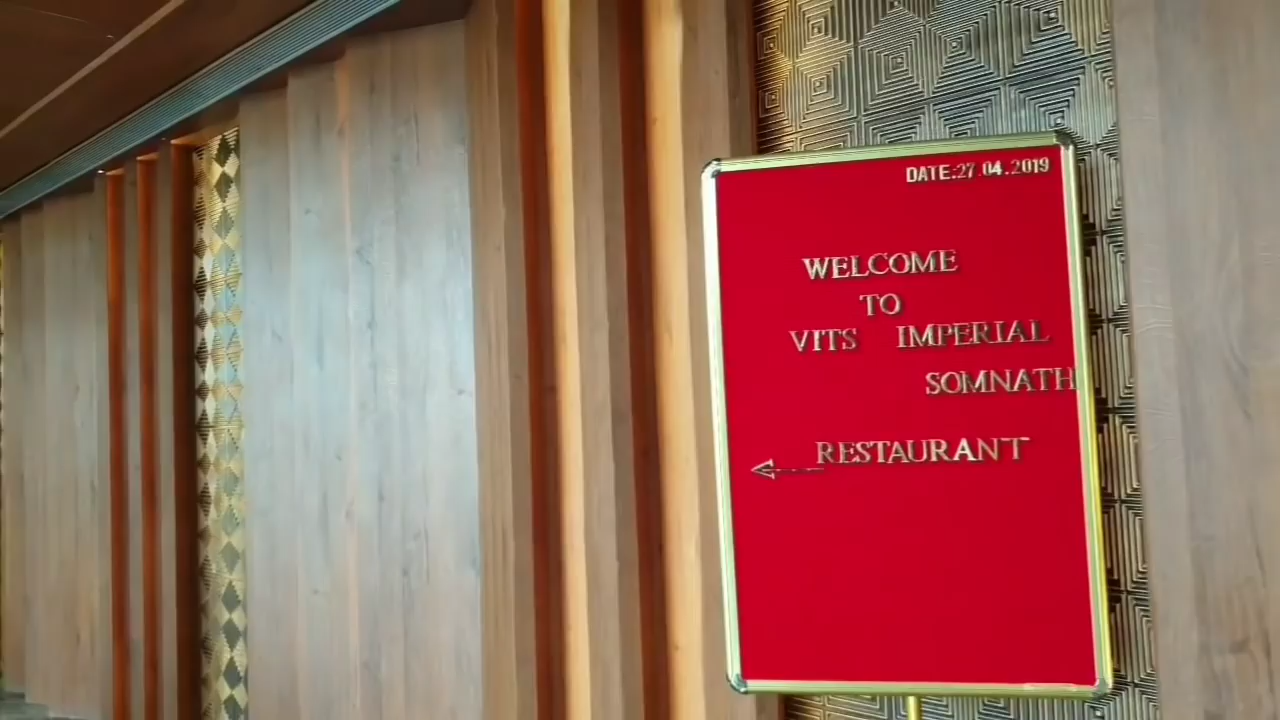 DATE:27.04.2019
WELCOME
TO
VITS IMPERIAL
SOMNATH
RESTAURANT